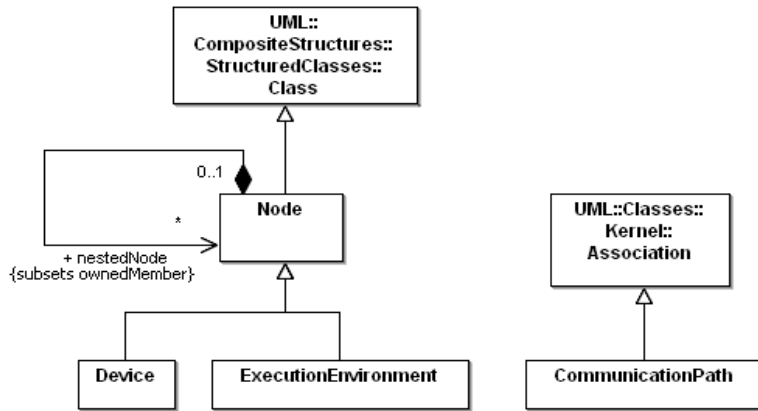 UML::
CompositeStructures::
StructuredClasses::
Class
0..1
*
+ nestedNode
{subsets ownedMember}
Node
UML::Classes::
Kernel::
Association
Device
ExecutionEnvironment
CommunicationPath